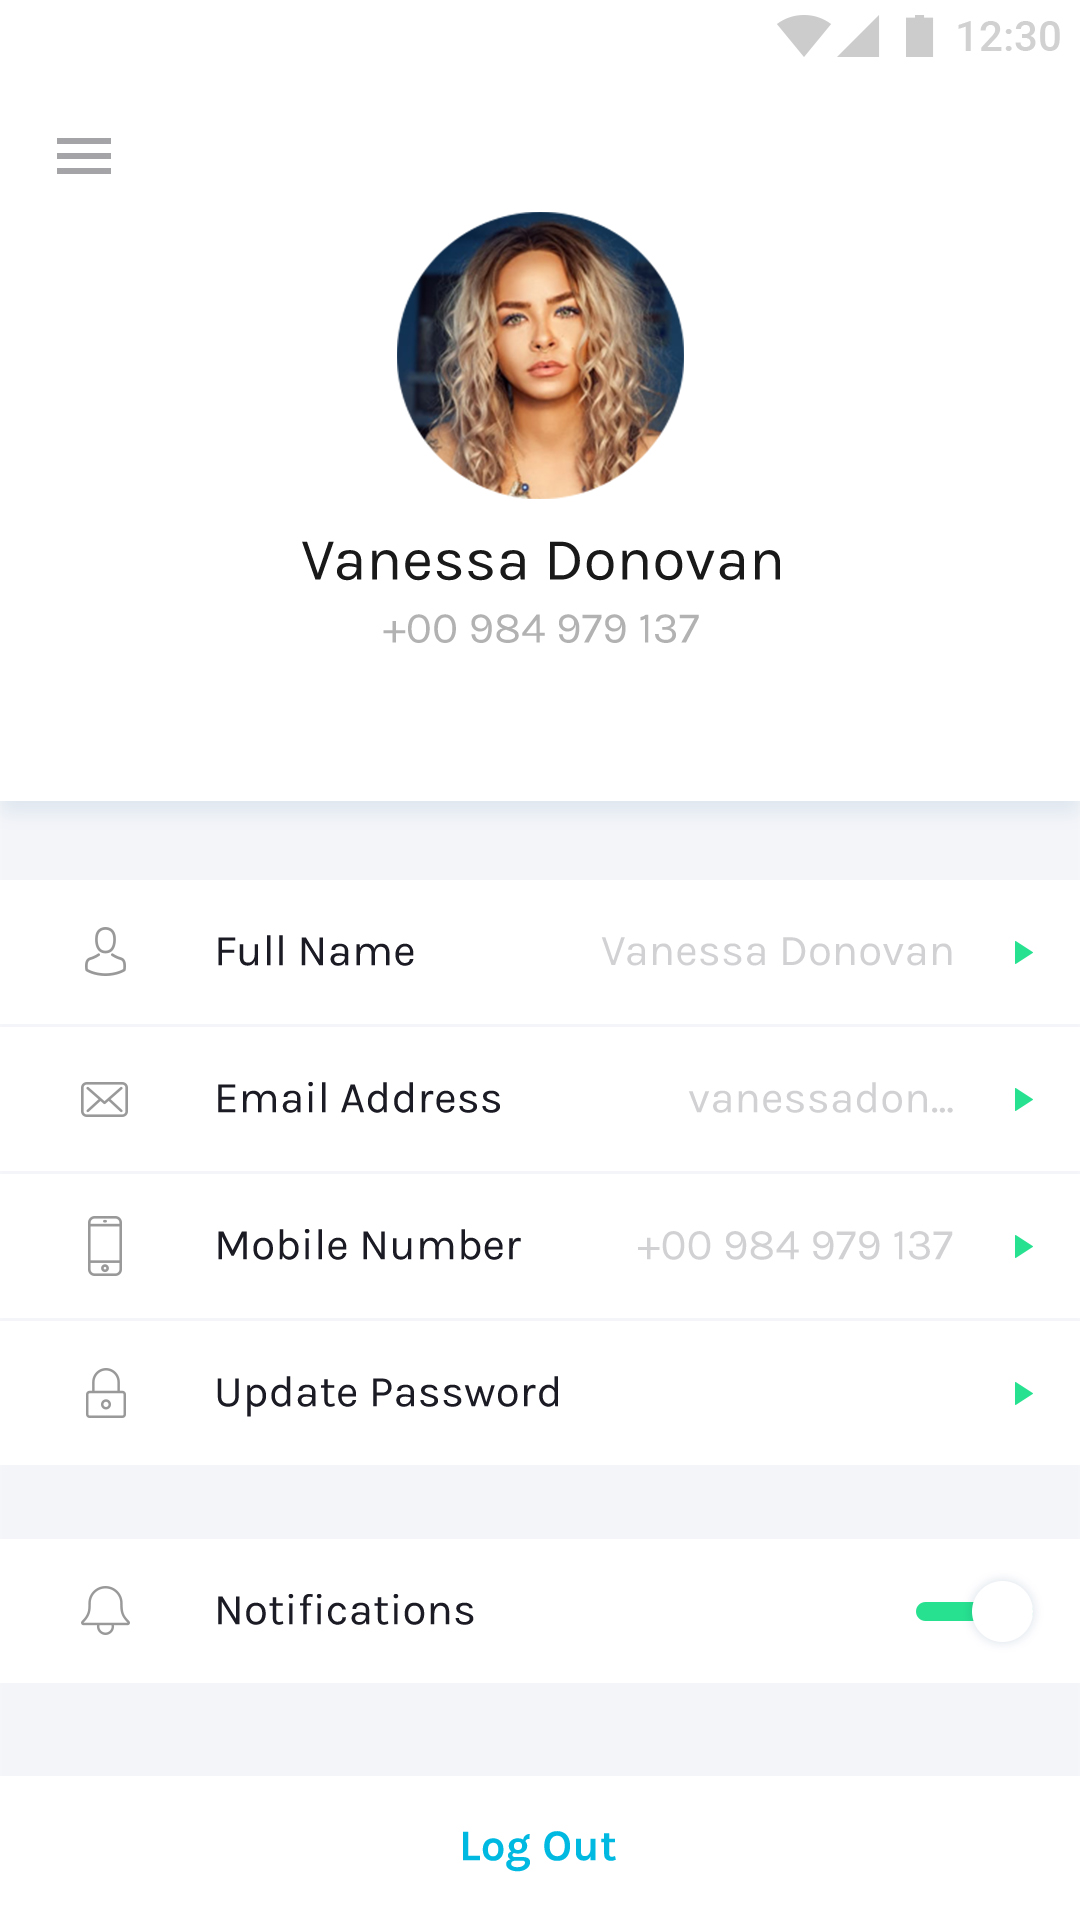 12:30
Vanessa Donovan
+00 984 979 137
Full Name Vanessa Donovan
Email Address vanessadon...
Mobile Number +00 984 979 137
Update Password
Notifications
Log Out